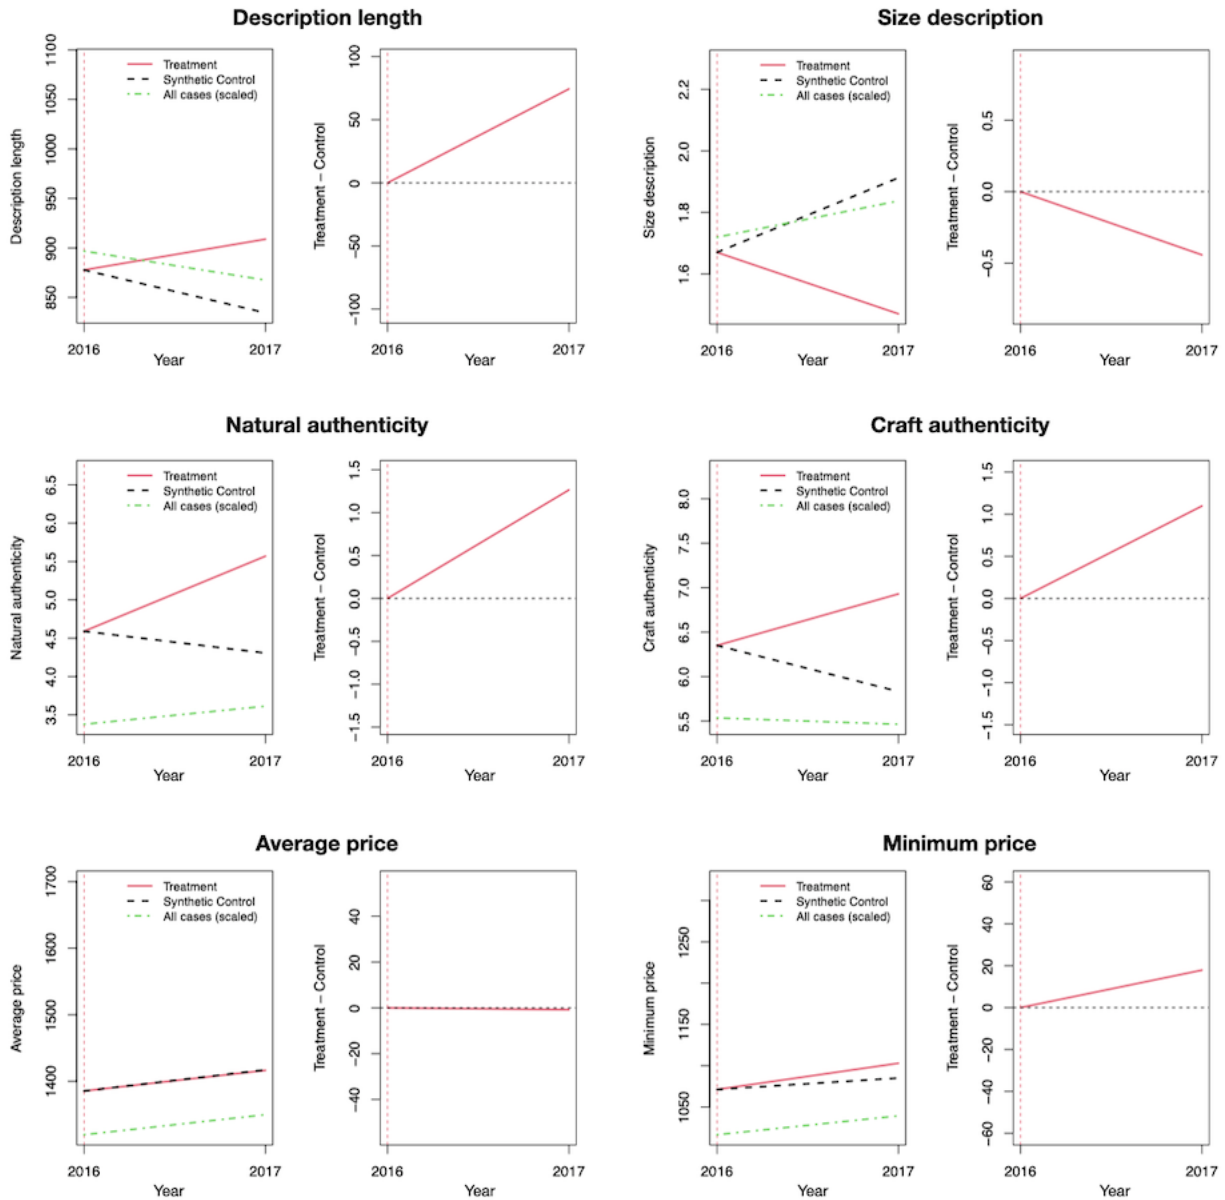 Description length
Size description
Description length
1100
1050
1000
950
900
850
Treatment
Synthetic Control
All cases (scaled)
2016
2017
Year
Treatment – Control
100
50
0
−50
−100
2016
2017
Year
Size description
2.2
2.0
1.8
1.6
Treatment
Synthetic Control
All cases (scaled)
2016
2017
Year
Treatment – Control
0.5
0.0
−0.5
2016
2017
Year
Natural authenticity
Craft authenticity
Natural authenticity
6.5
6.0
5.5
5.0
4.5
4.0
3.5
Treatment
Synthetic Control
All cases (scaled)
2016
2017
Year
Treatment – Control
1.5
1.0
0.5
0.0
−0.5
−1.0
−1.5
2016
2017
Year
Craft authenticity
8.0
7.5
7.0
6.5
6.0
5.5
Treatment
Synthetic Control
All cases (scaled)
2016
2017
Year
Treatment – Control
1.5
1.0
0.5
0.0
−0.5
−1.0
−1.5
2016
2017
Year
Average price
Minimum price
Average price
1700
1600
1500
1400
Treatment
Synthetic Control
All cases (scaled)
2016
2017
Year
Treatment – Control
40
20
0
−20
−40
2016
2017
Year
Minimum price
1250
1150
1050
Treatment
Synthetic Control
All cases (scaled)
2016
2017
Year
Treatment – Control
60
40
20
0
−20
−40
−60
2016
2017
Year